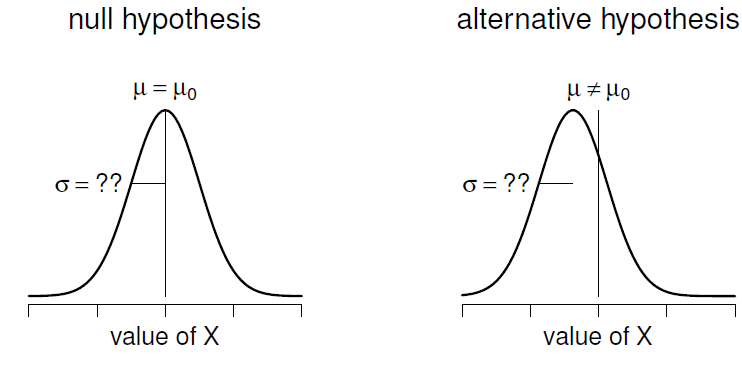 null hypothesis
μ = μ₀
σ = ??
value of X
alternative hypothesis
μ ≠ μ₀
σ = ??
value of X